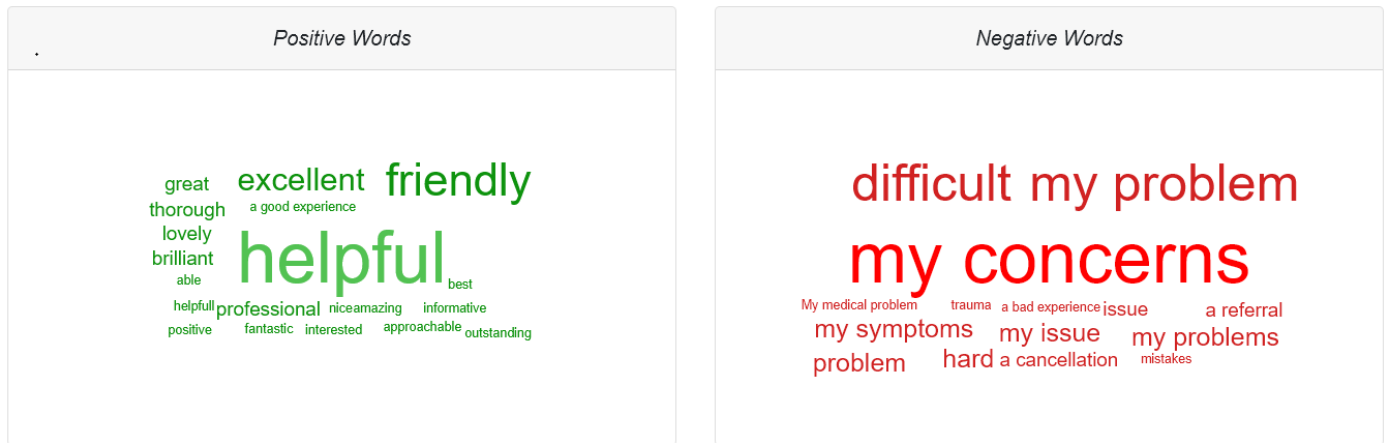 Positive Words
great excellent friendly
thorough a good experience
lovely
brilliant helpful
able
best
helpfull professional nice amazing informative
positive fantastic interested approachable outstanding
Negative Words
difficult my problem
my concerns
My medical problem trauma a bad experience issue a referral
my symptoms my issue my problems
problem hard a cancellation mistakes